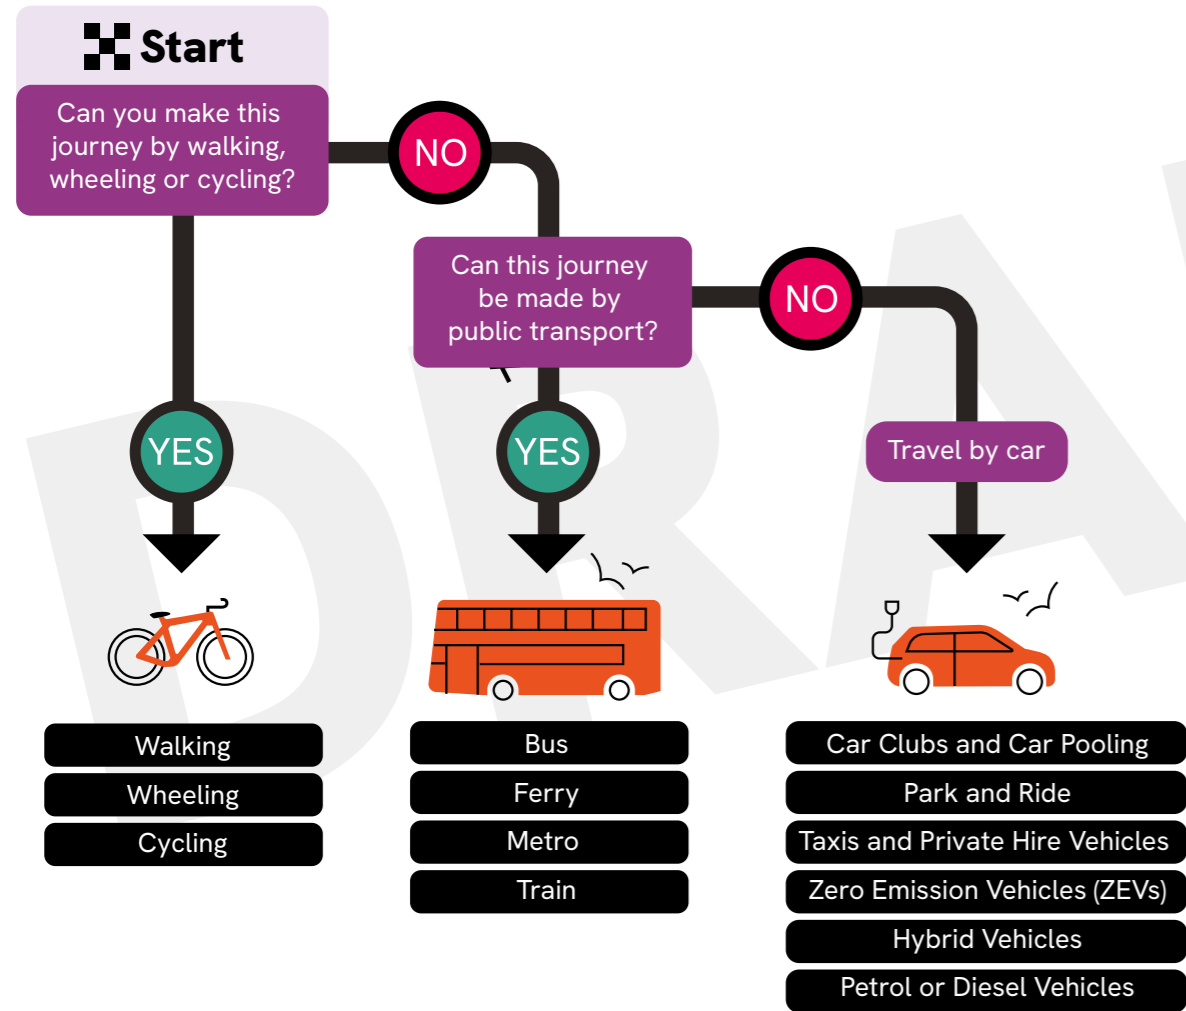 Start
Can you make this
journey by walking,
wheeling or cycling?
NO
Can this journey
be made by
public transport?
NO
YES
YES
Travel by car
Walking
Wheeling
Cycling
Bus
Ferry
Metro
Train
Car Clubs and Car Pooling
Park and Ride
Taxis and Private Hire Vehicles
Zero Emission Vehicles (ZEVs)
Hybrid Vehicles
Petrol or Diesel Vehicles
DRA